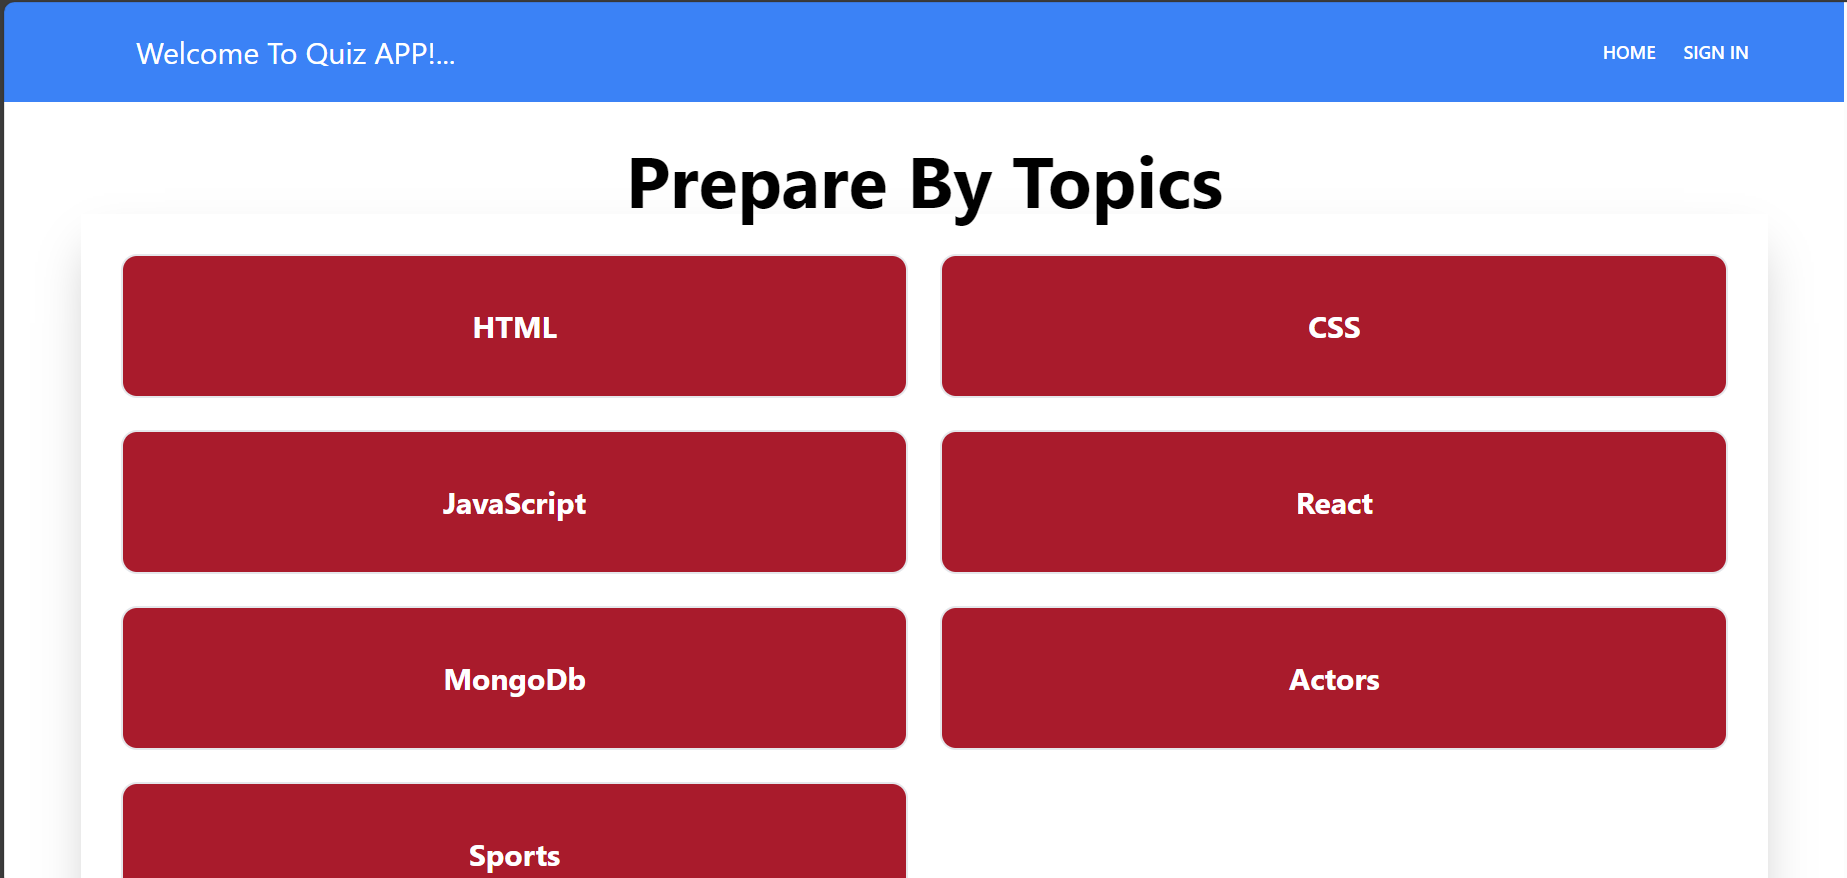 Welcome To Quiz APP!...
HOME
SIGN IN
Prepare By Topics
HTML
CSS
JavaScript
React
MongoDb
Actors
Sports